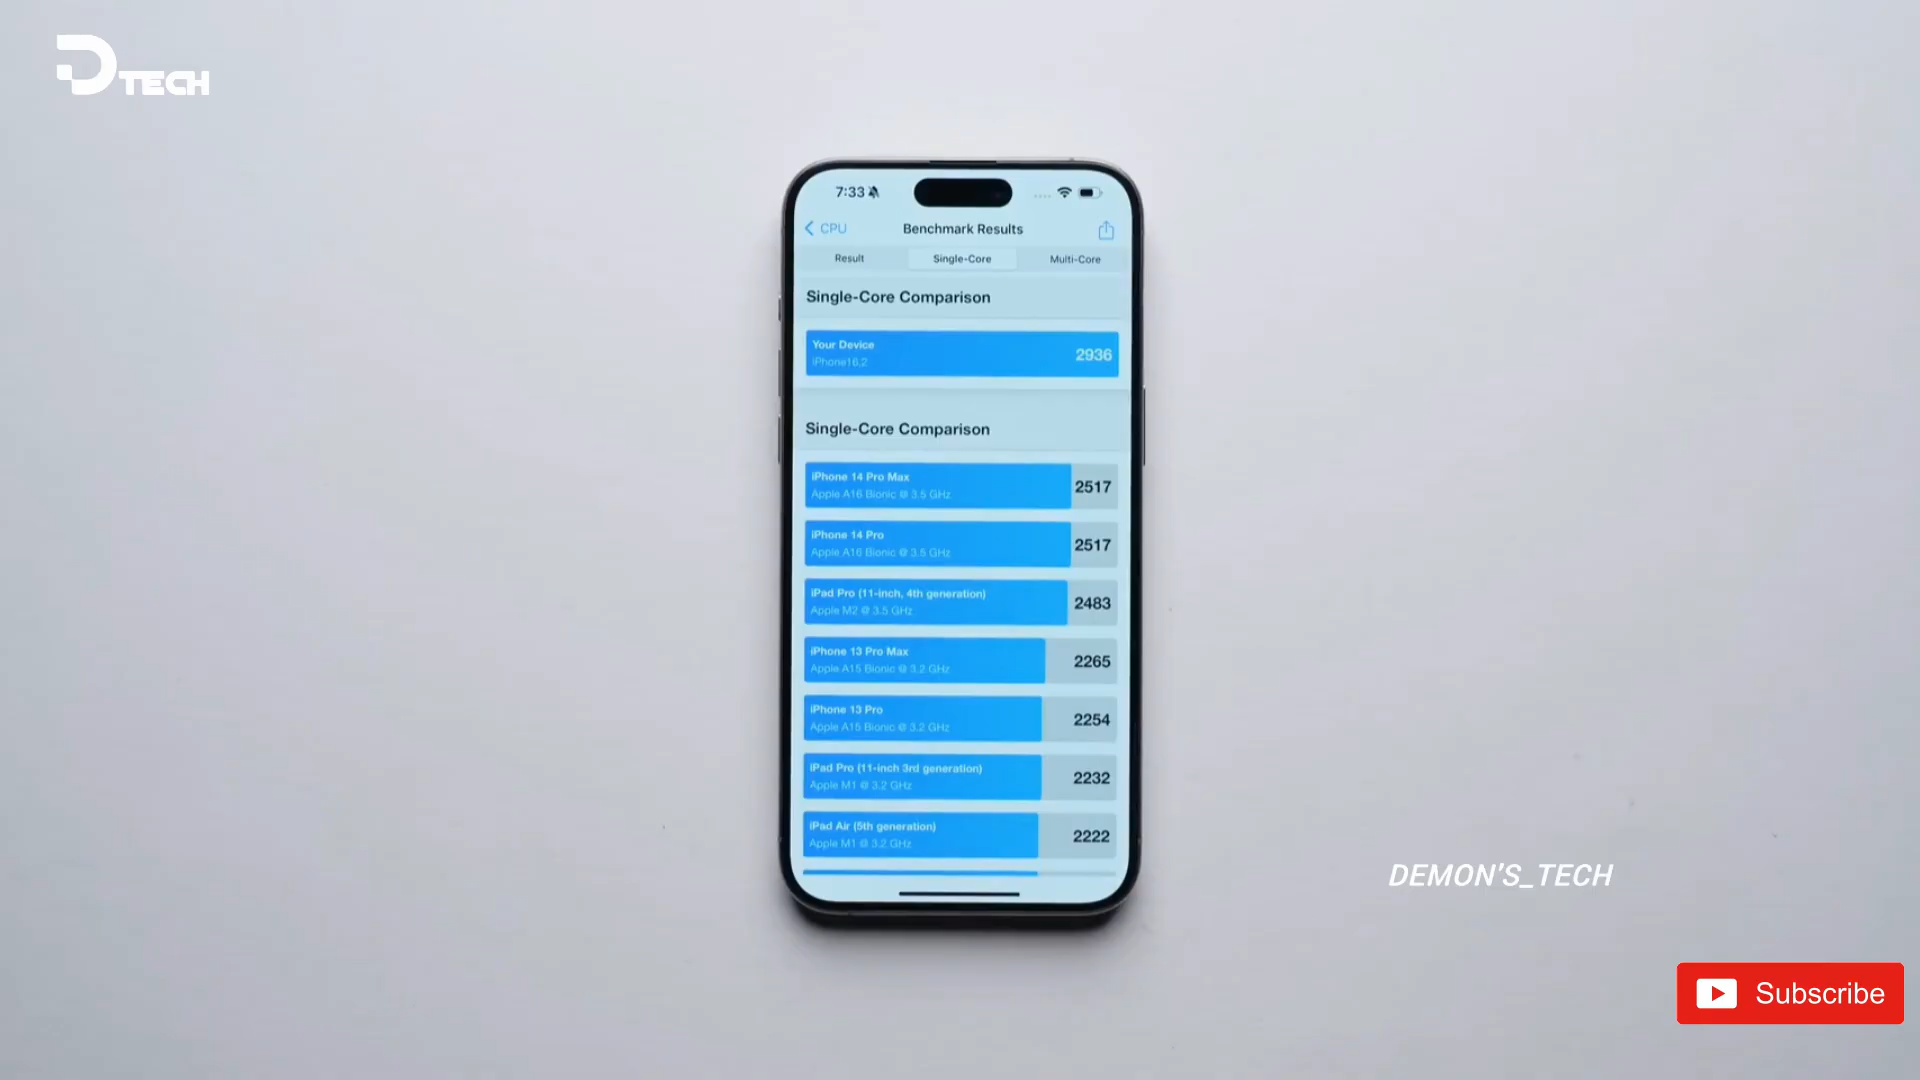 D TECH
7:33
CPU
Benchmark Results
Result
Single-Core
Multi-Core
Single-Core Comparison
Your Device
iPhone16,2
2936
Single-Core Comparison
iPhone 14 Pro Max
Apple A16 Bionic @ 3.5 GHz
2517
iPhone 14 Pro
Apple A16 Bionic @ 3.5 GHz
2517
iPad Pro (11-inch, 4th generation)
Apple M2 @ 3.5 GHz
2483
iPhone 13 Pro Max
Apple A15 Bionic @ 3.2 GHz
2265
iPhone 13 Pro
Apple A15 Bionic @ 3.2 GHz
2254
iPad Pro (11-inch 3rd generation)
Apple M1 @ 3.2 GHz
2232
iPad Air (5th generation)
Apple M1 @ 3.2 GHz
2222
DEMON'S_TECH
Subscribe